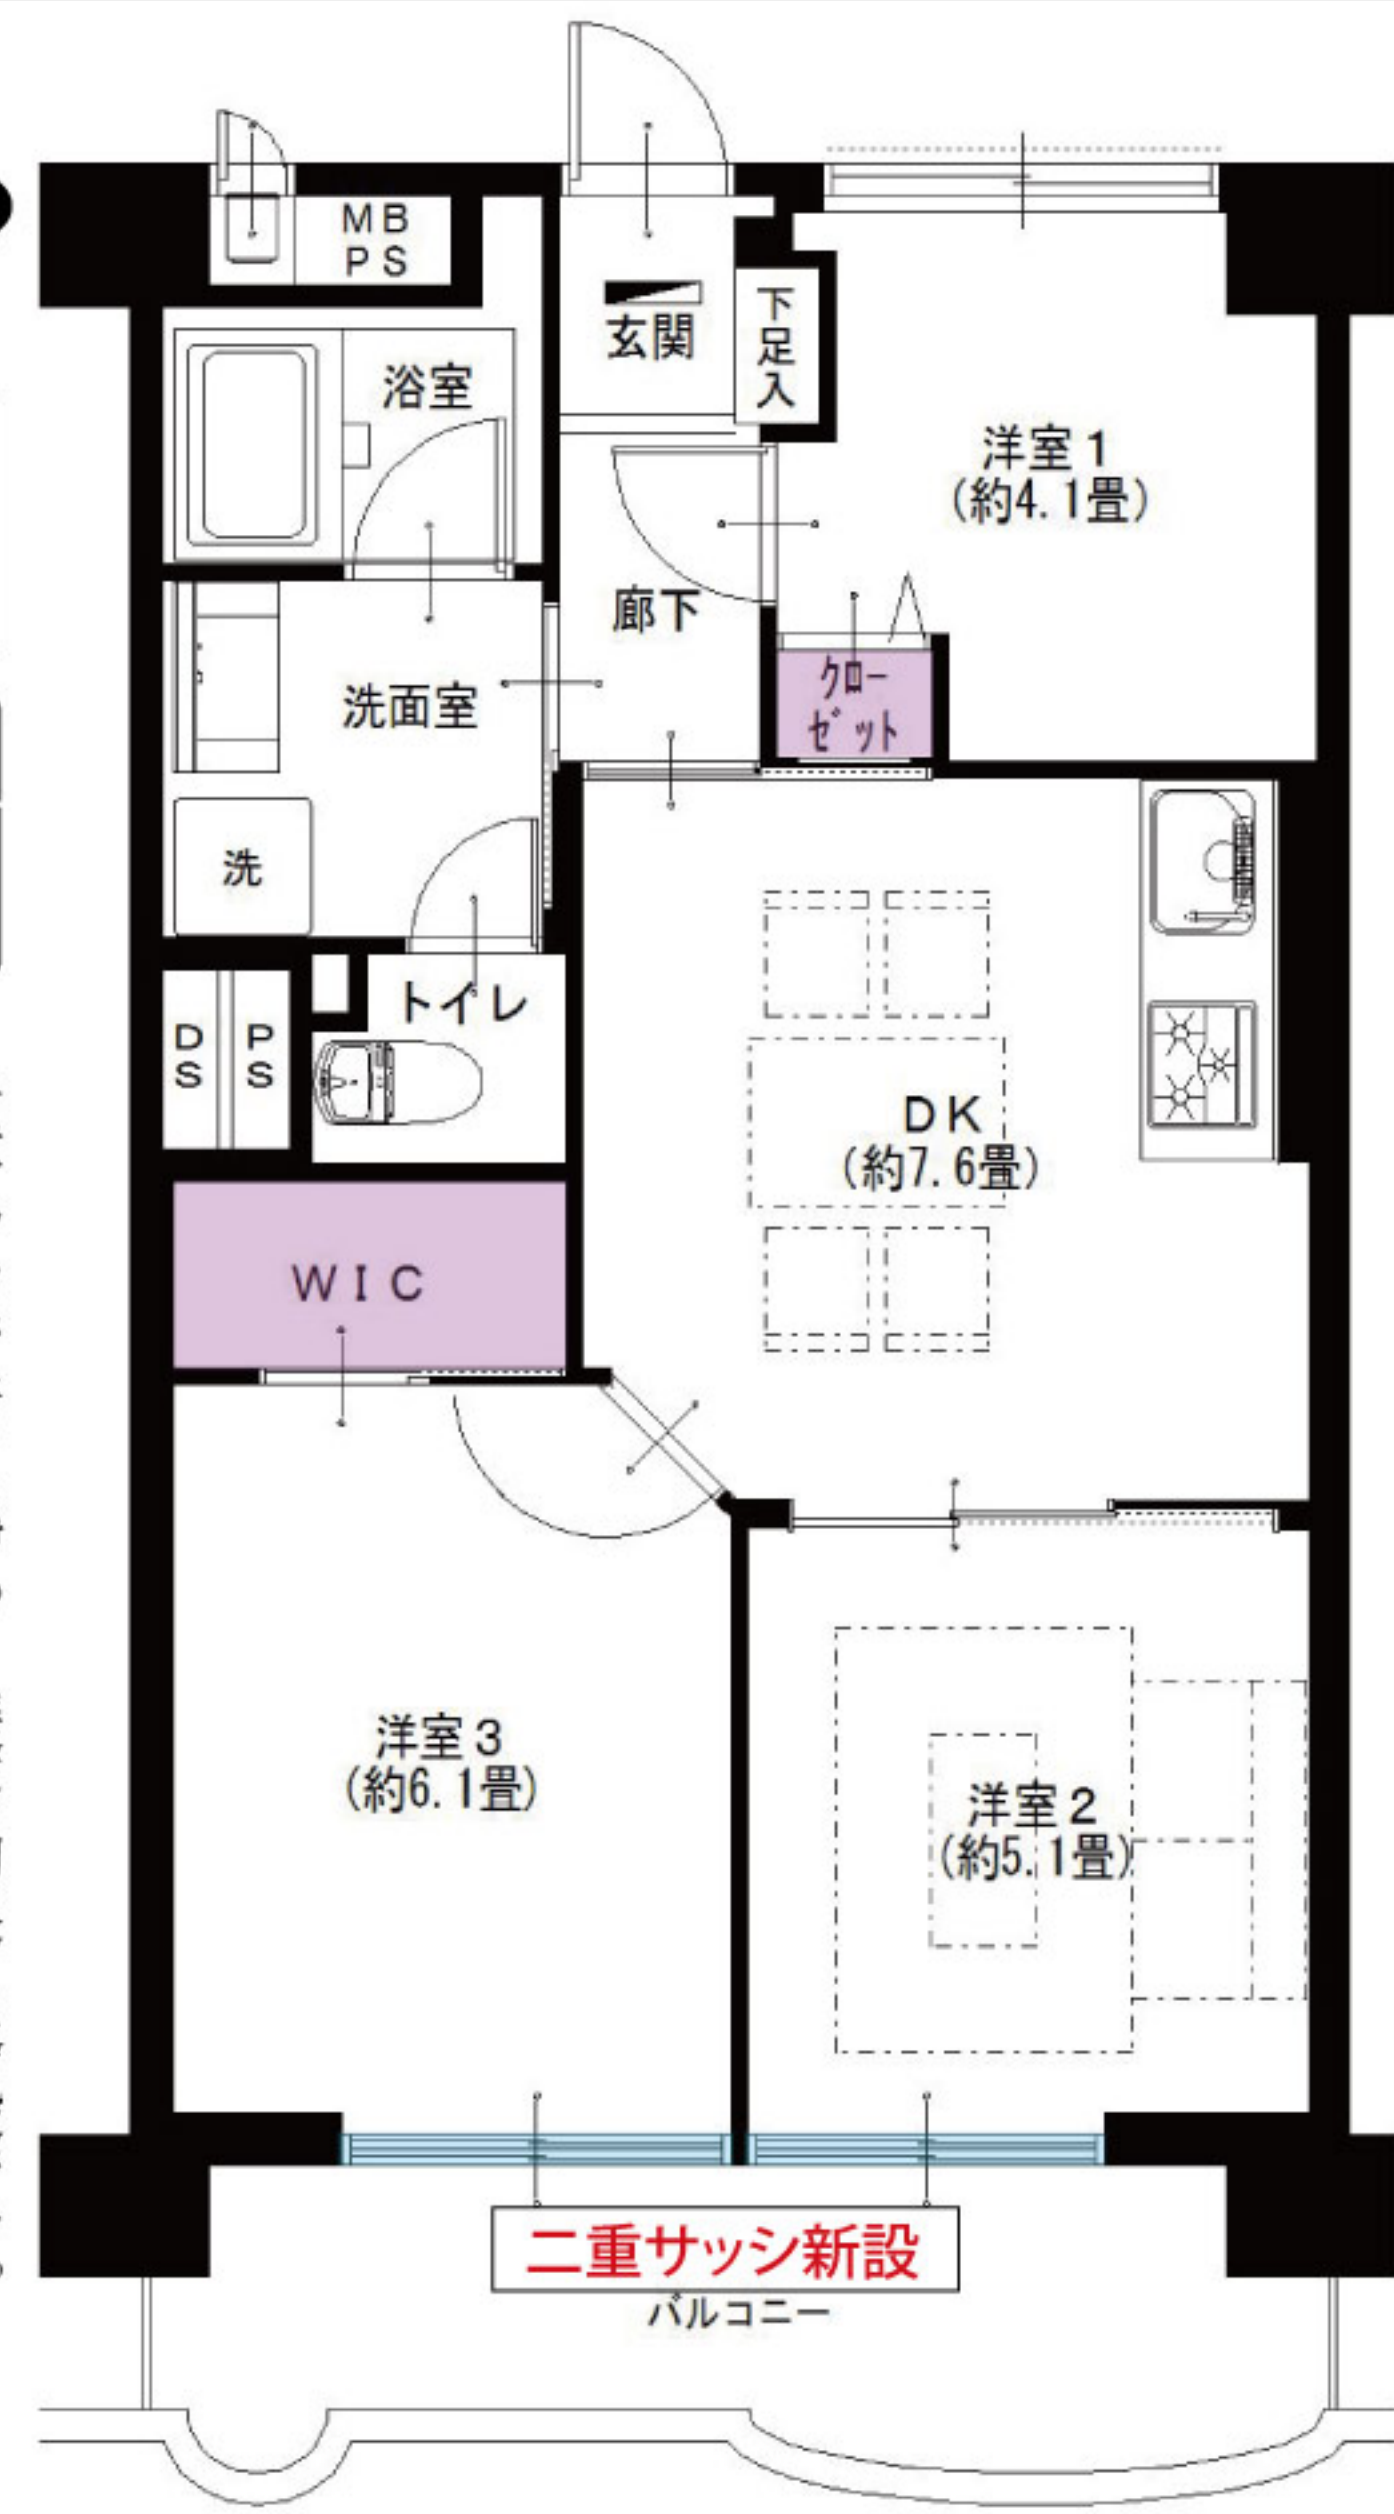 MB
PS
玄関
下足入
浴室
洋室1
(約4.1畳)
廊下
クロー
ゼット
洗面室
洗
トイレ
DS
PS
DK
(約7.6畳)
WIC
洋室3
(約6.1畳)
洋室2
(約5.1畳)
二重サッシ新設
バルコニー